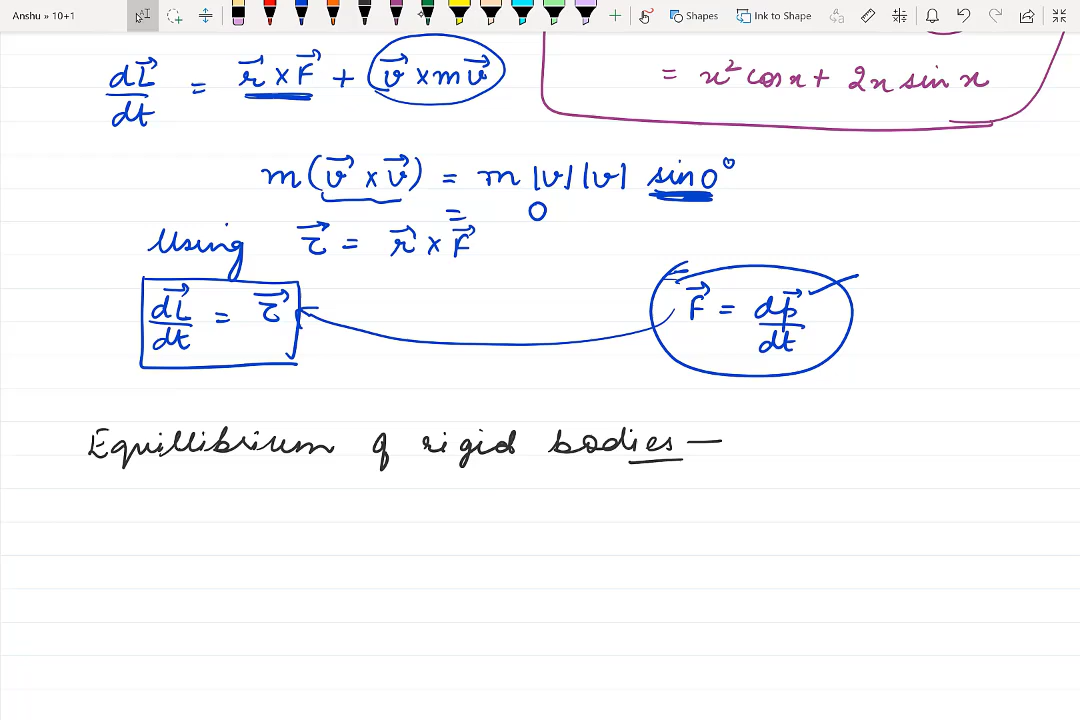 Anshu » 10+1
Shapes
Ink to Shape
dL⃗/dt = r⃗ × F⃗ + (v⃗ × mv⃗)
= x² cos x + 2x sin x
m(v⃗ × v⃗) = m |v| |v| sin 0°
= 0
Using τ⃗ = r⃗ × F⃗
dL⃗/dt = τ⃗
F⃗ = dp⃗/dt
Equillibrium of rigid bodies —